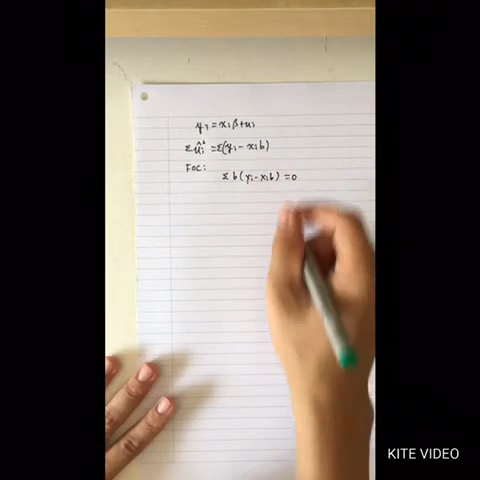 yi = xiβ+ui
Σûi² = Σ(yi - xib)
FOC:
Σ b(yi - xib) = 0
KITE VIDEO